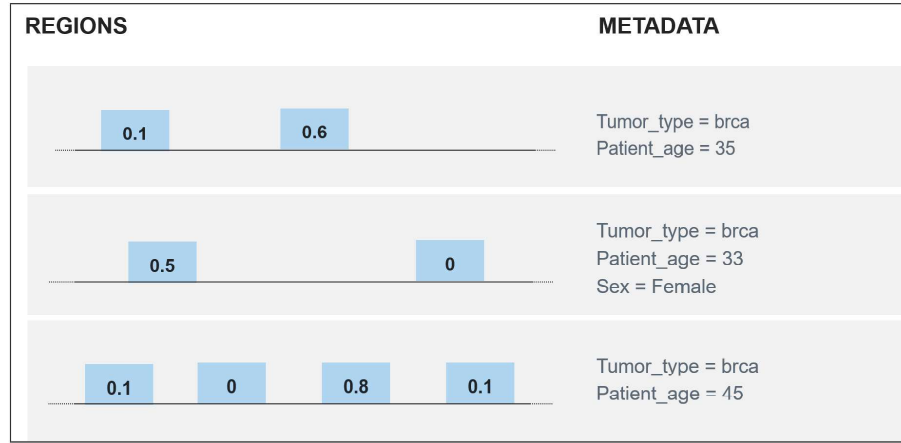 REGIONS METADATA
0.1 0.6
Tumor_type = brca
Patient_age = 35
0.5 0
Tumor_type = brca
Patient_age = 33
Sex = Female
0.1 0 0.8 0.1
Tumor_type = brca
Patient_age = 45